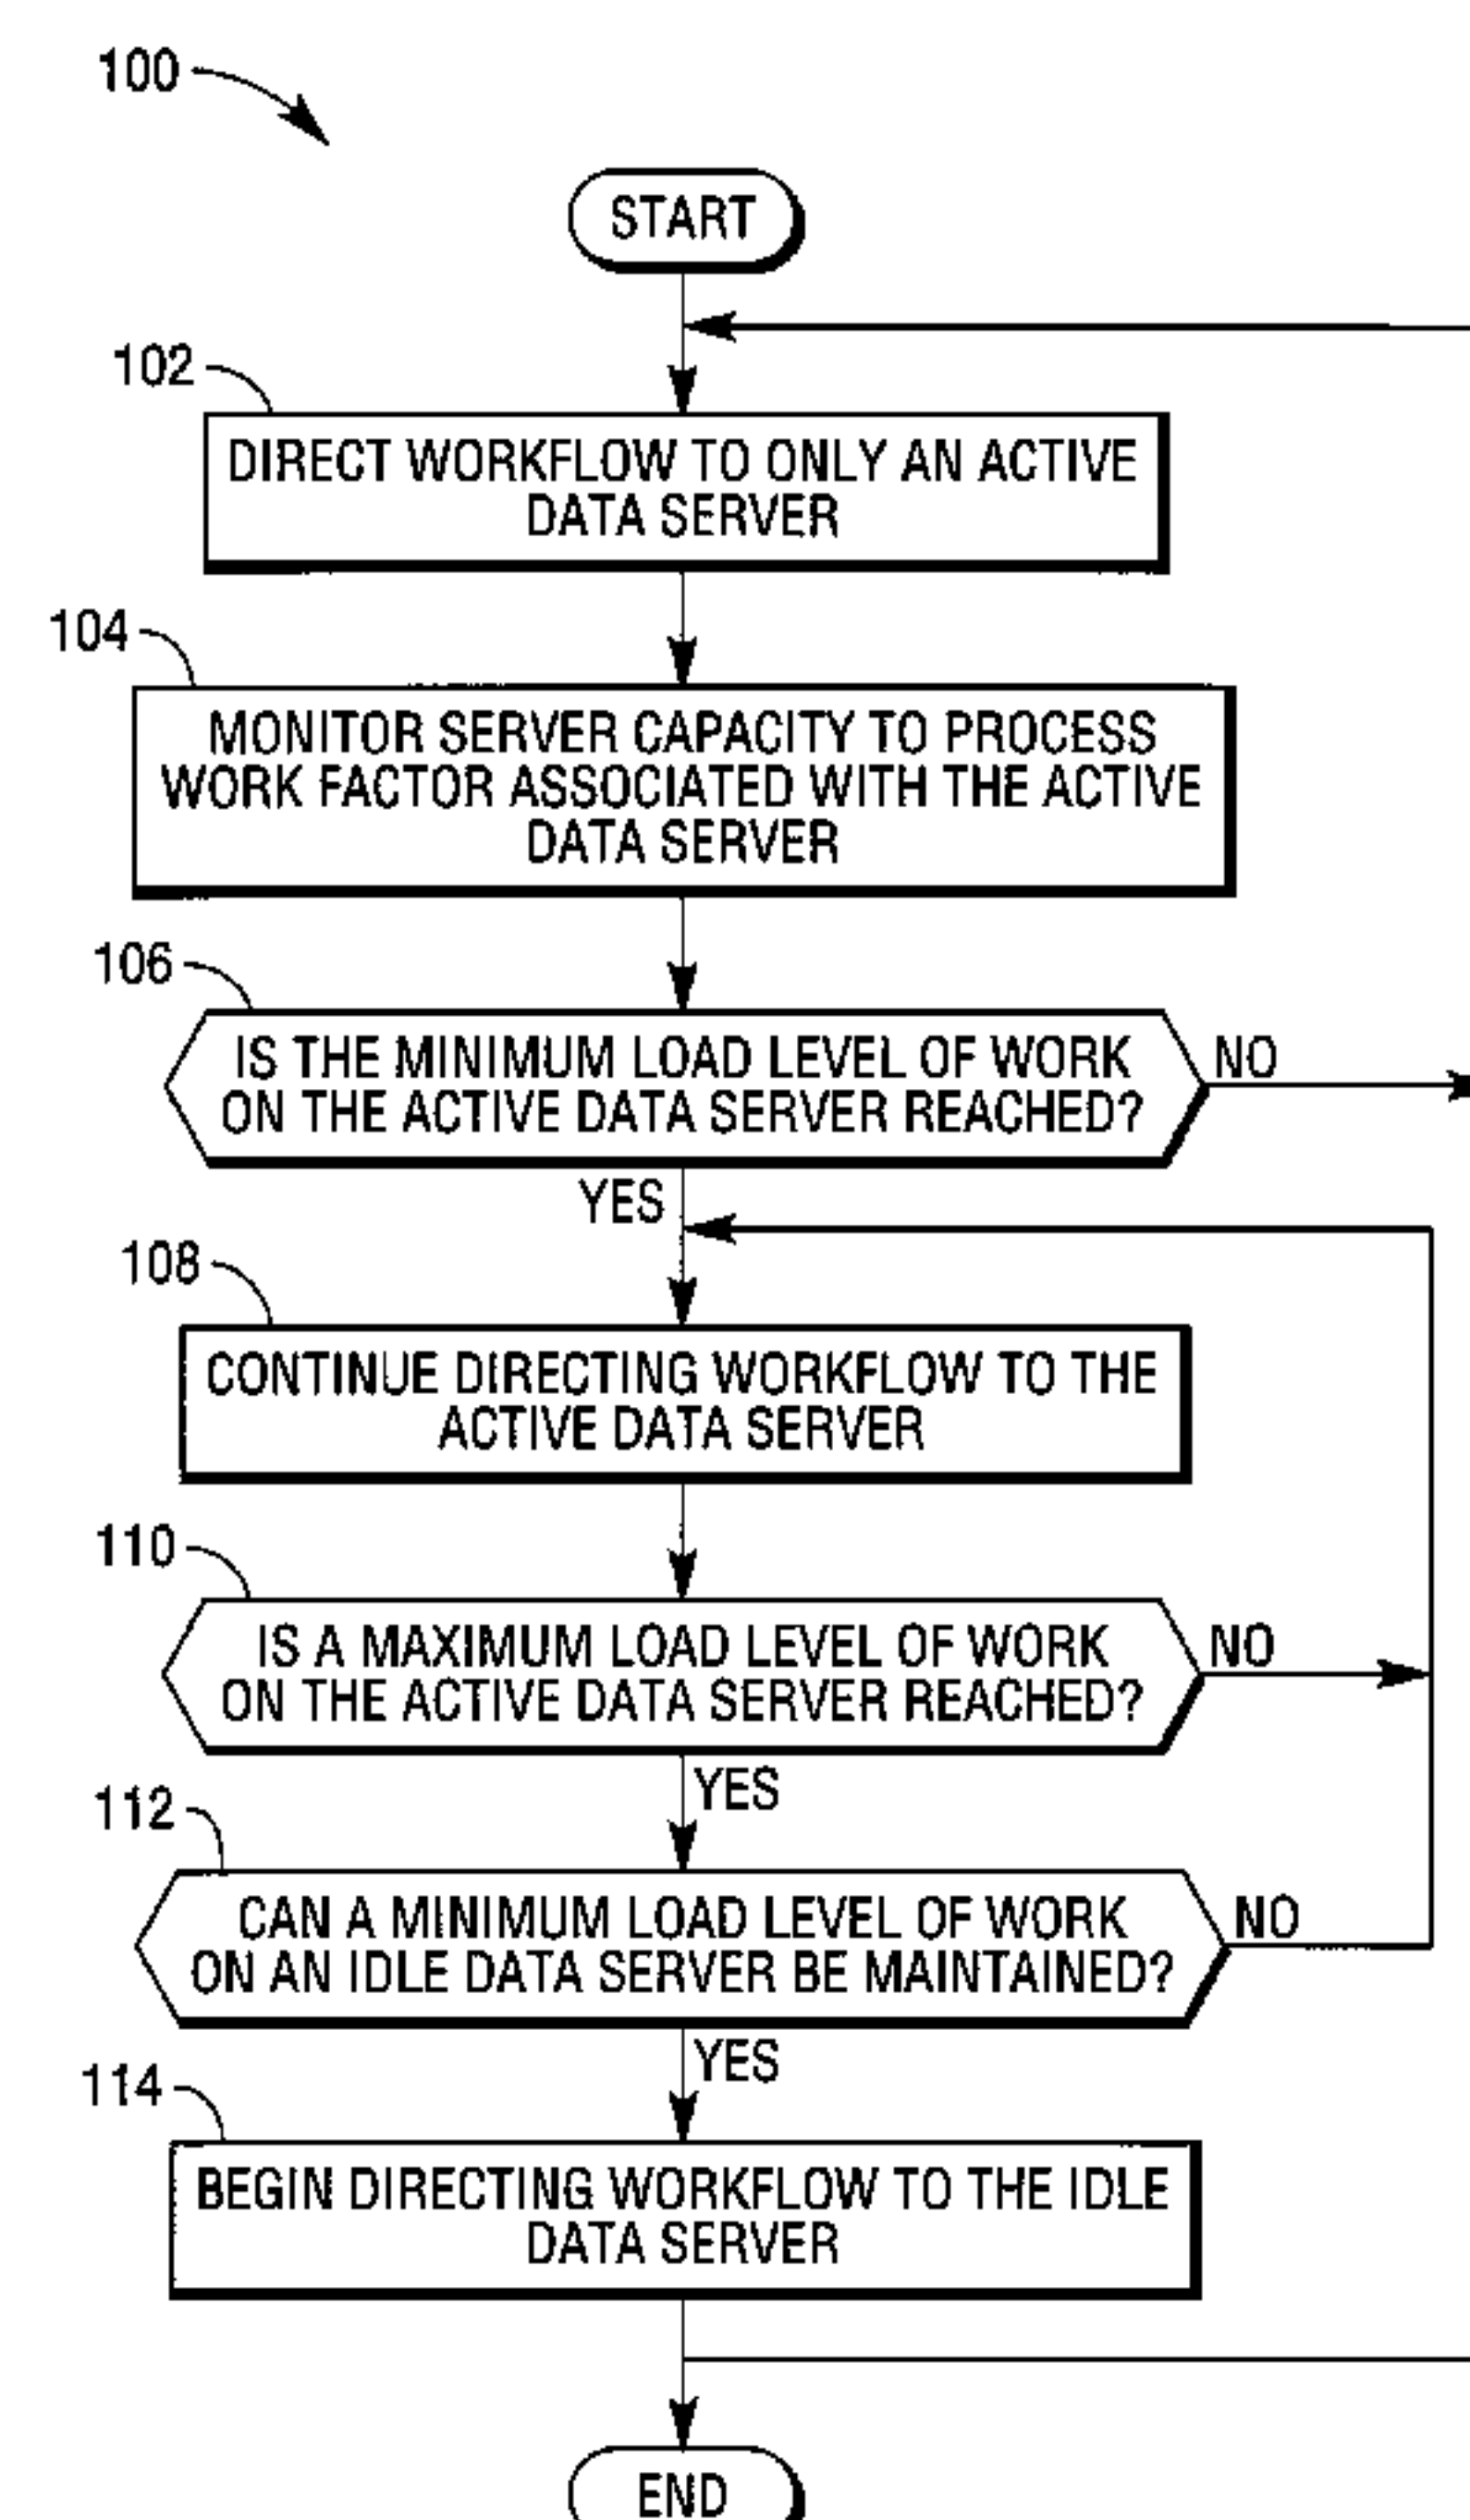 100
START
102
DIRECT WORKFLOW TO ONLY AN ACTIVE
DATA SERVER
104
MONITOR SERVER CAPACITY TO PROCESS
WORK FACTOR ASSOCIATED WITH THE ACTIVE
DATA SERVER
106
IS THE MINIMUM LOAD LEVEL OF WORK
ON THE ACTIVE DATA SERVER REACHED?
NO
YES
108
CONTINUE DIRECTING WORKFLOW TO THE
ACTIVE DATA SERVER
110
IS A MAXIMUM LOAD LEVEL OF WORK
ON THE ACTIVE DATA SERVER REACHED?
NO
YES
112
CAN A MINIMUM LOAD LEVEL OF WORK
ON AN IDLE DATA SERVER BE MAINTAINED?
NO
YES
114
BEGIN DIRECTING WORKFLOW TO THE IDLE
DATA SERVER
END